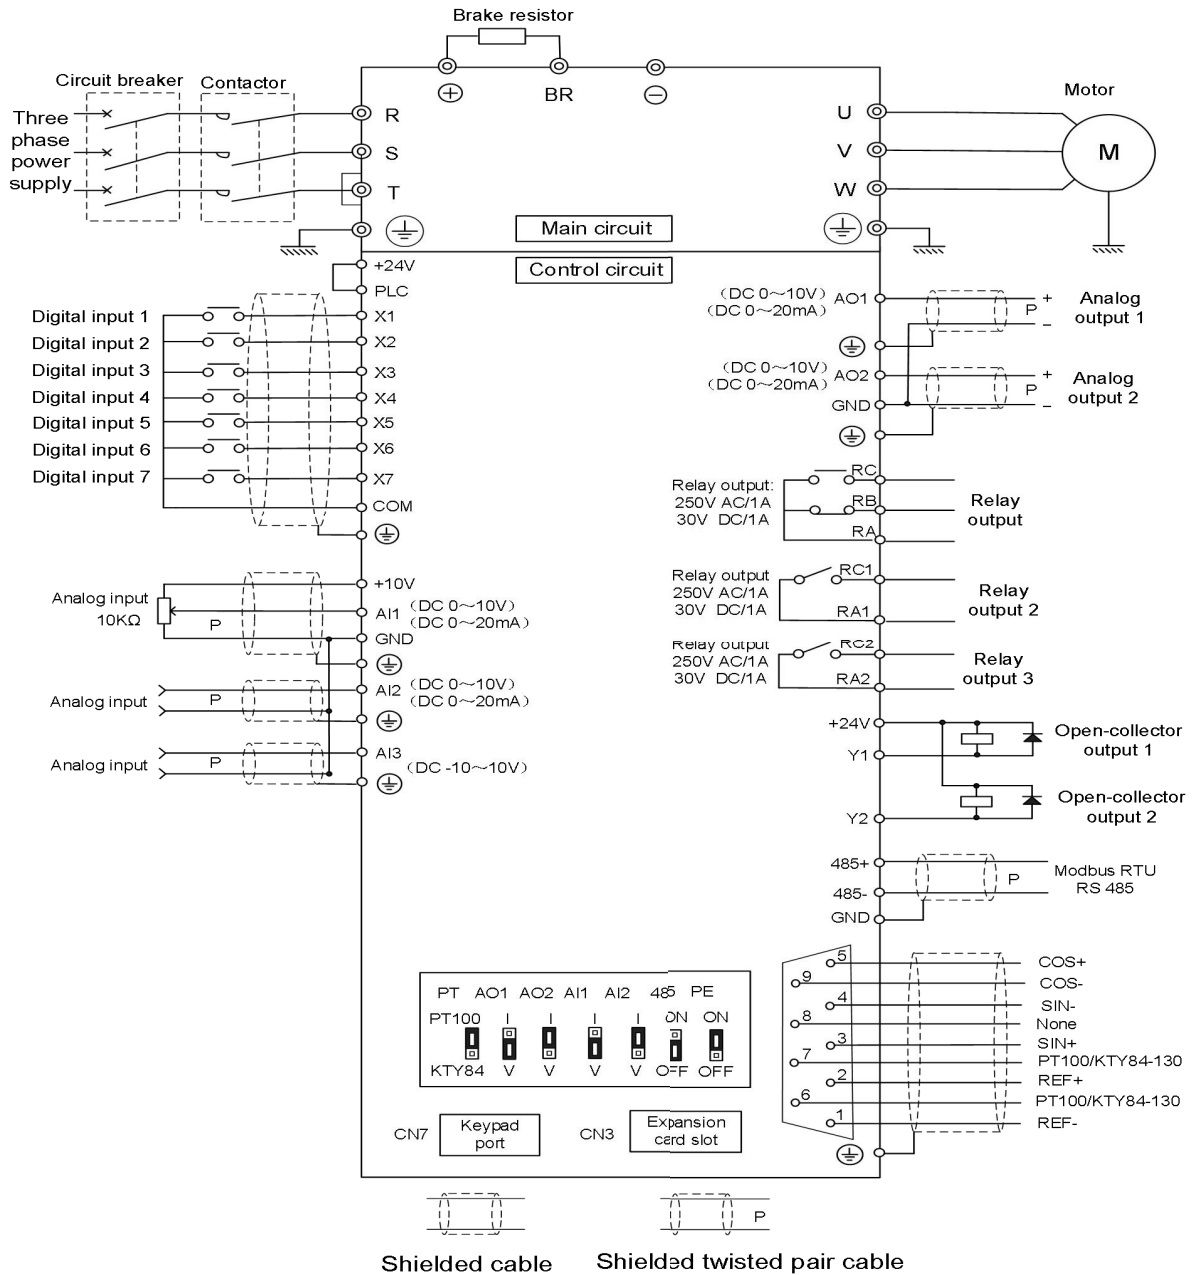 Brake resistor
+
BR
−
Circuit breaker
Contactor
Three
phase
power
supply
R
S
T
U
V
W
Motor
M
Main circuit
Control circuit
+24V
PLC
Digital input 1
X1
Digital input 2
X2
Digital input 3
X3
Digital input 4
X4
Digital input 5
X5
Digital input 6
X6
Digital input 7
X7
COM
+10V
Analog input
10KΩ
P
AI1
(DC 0～10V)
(DC 0～20mA)
GND
Analog input
P
AI2
(DC 0～10V)
(DC 0～20mA)
Analog input
P
AI3
(DC -10～10V)
(DC 0～10V)
(DC 0～20mA)
AO1
P
+
−
Analog
output 1
(DC 0～10V)
(DC 0～20mA)
AO2
GND
P
+
−
Analog
output 2
Relay output:
250V AC/1A
30V DC/1A
RC
RB
RA
Relay
output
Relay output
250V AC/1A
30V DC/1A
RC1
RA1
Relay
output 2
Relay output
250V AC/1A
30V DC/1A
RC2
RA2
Relay
output 3
+24V
Y1
Open-collector
output 1
Y2
Open-collector
output 2
485+
485-
GND
P
Modbus RTU
RS 485
5
COS+
9
COS-
4
SIN-
8
None
3
SIN+
7
PT100/KTY84-130
2
REF+
6
PT100/KTY84-130
1
REF-
PT AO1 AO2 AI1 AI2 485 PE
PT100 I I I I ON ON
KTY84 V V V V OFF OFF
CN7
Keypad
port
CN3
Expansion
card slot
P
Shielded cable
Shielded twisted pair cable